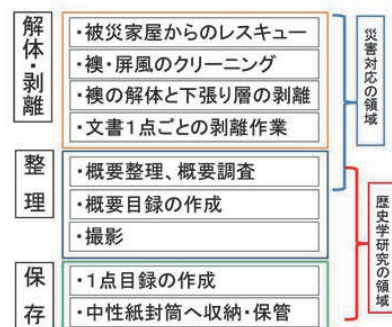 解体・剥離
・被災家屋からのレスキュー
・襖・屏風のクリーニング
・襖の解体と下張り層の剥離
・文書1点ごとの剥離作業
整理
・概要整理、概要調査
・概要目録の作成
・撮影
保存
・1点目録の作成
・中性紙封筒へ収納・保管
災害対応の領域
歴史学研究の領域